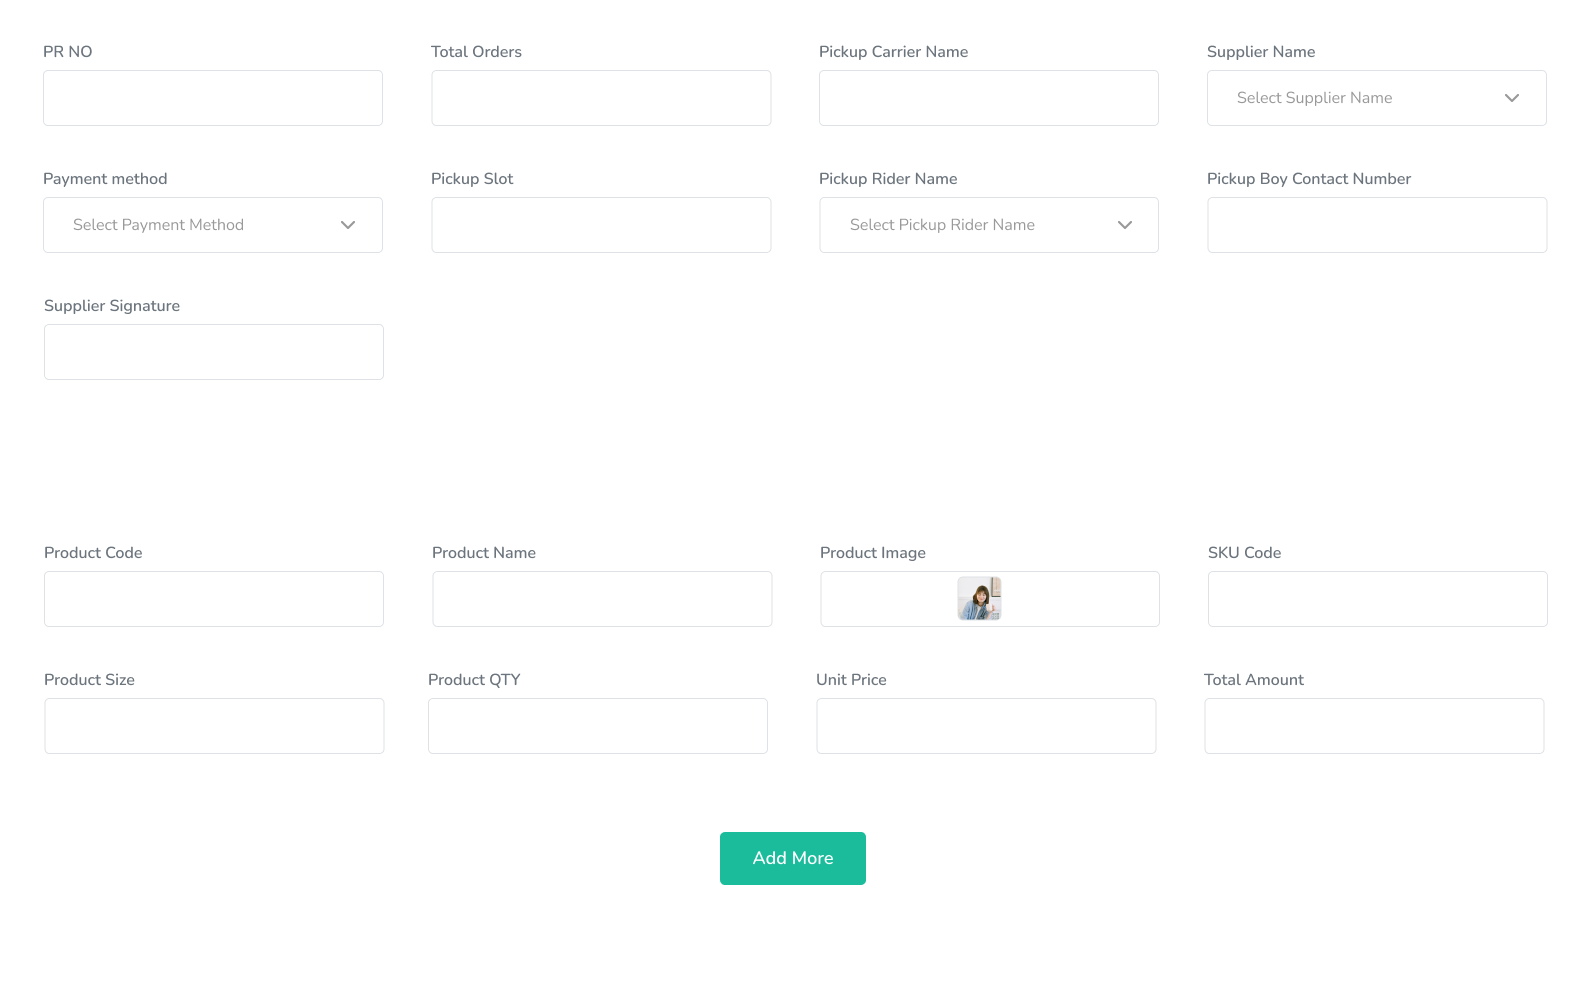 PR NO
Total Orders
Pickup Carrier Name
Supplier Name
Select Supplier Name
Payment method
Pickup Slot
Pickup Rider Name
Pickup Boy Contact Number
Select Payment Method
Select Pickup Rider Name
Supplier Signature
Product Code
Product Name
Product Image
SKU Code
Product Size
Product QTY
Unit Price
Total Amount
Add More